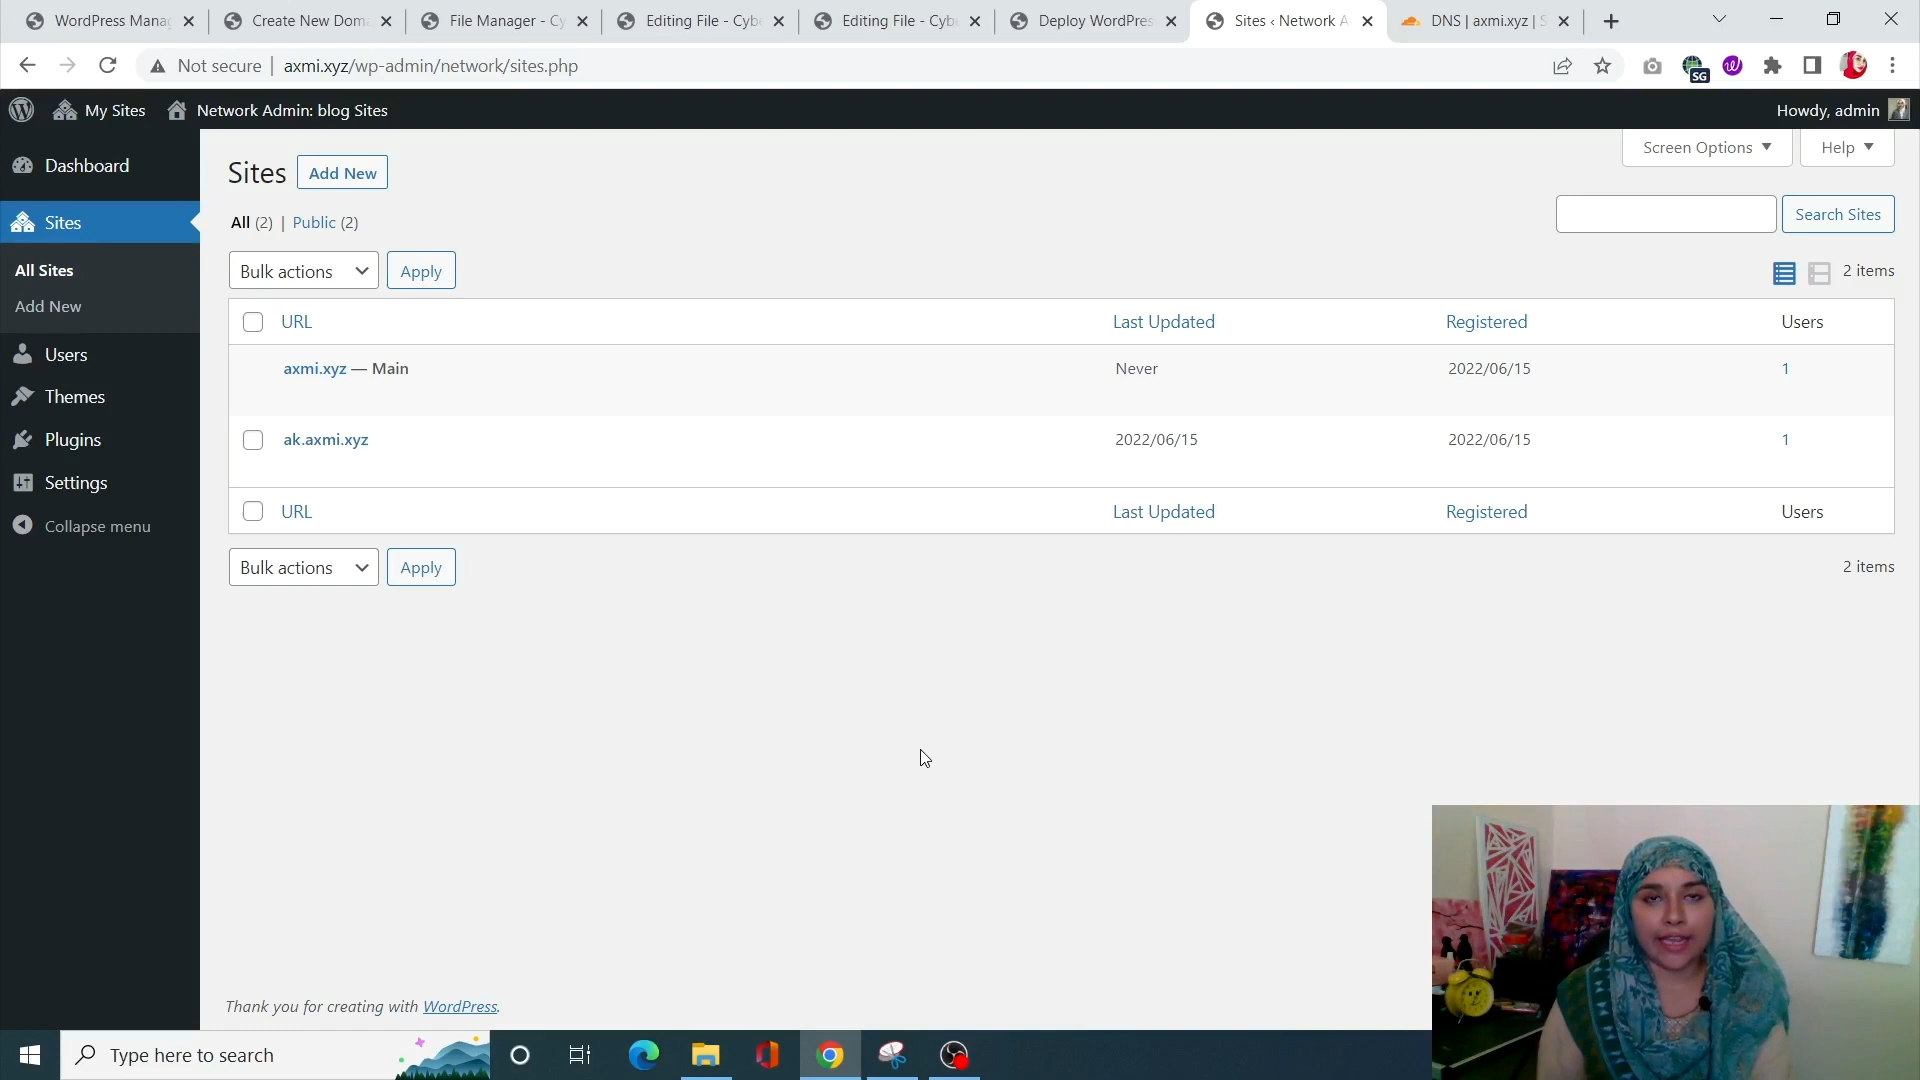 WordPress Mana
Create New Dom
File Manager - Cy
Editing File - Cybe
Editing File - Cybe
Deploy WordPres
Sites ‹ Network A
DNS | axmi.xyz | S
Not secure | axmi.xyz/wp-admin/network/sites.php
SG
My Sites
Network Admin: blog Sites
Howdy, admin
Dashboard
Sites
All Sites
Add New
Users
Themes
Plugins
Settings
Collapse menu
Screen Options
Help
Sites
Add New
All (2) | Public (2)
Search Sites
Bulk actions
Apply
2 items
URL
Last Updated
Registered
Users
axmi.xyz — Main
Never
2022/06/15
1
ak.axmi.xyz
2022/06/15
2022/06/15
1
URL
Last Updated
Registered
Users
Bulk actions
Apply
2 items
Thank you for creating with WordPress.
Type here to search